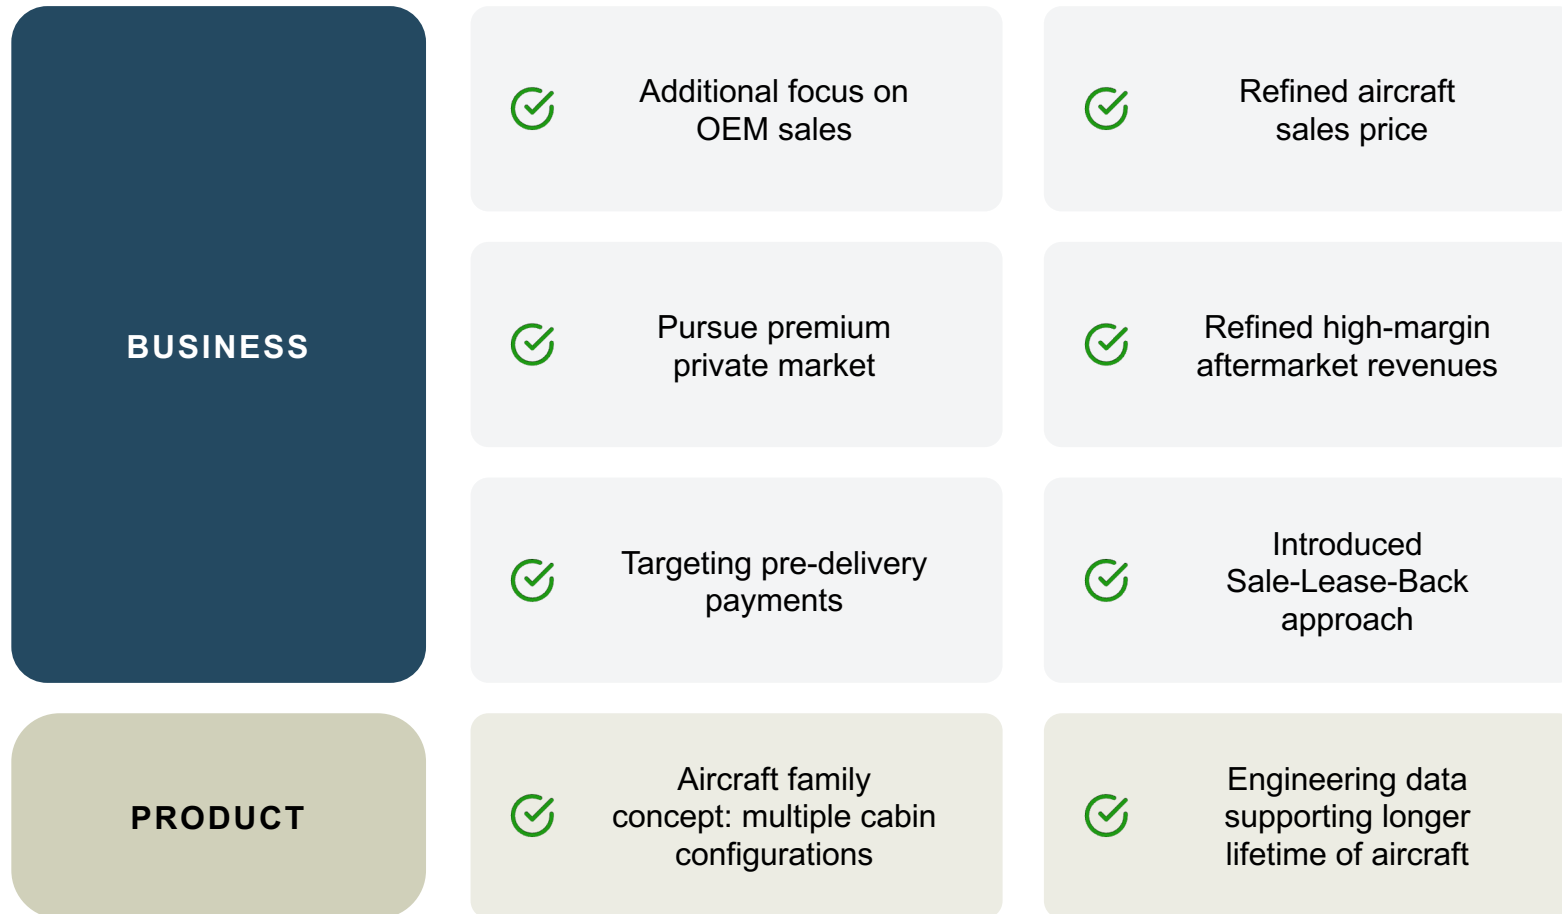 BUSINESS
Additional focus on
OEM sales
Refined aircraft
sales price
Pursue premium
private market
Refined high-margin
aftermarket revenues
Targeting pre-delivery
payments
Introduced
Sale-Lease-Back
approach
PRODUCT
Aircraft family
concept: multiple cabin
configurations
Engineering data
supporting longer
lifetime of aircraft